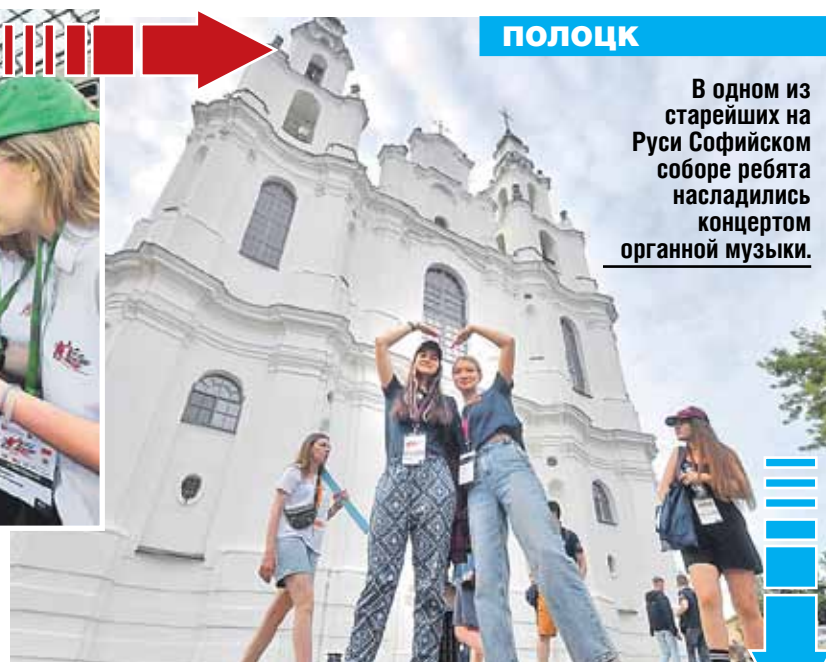 ПОЛОЦК
В одном из
старейших на
Руси Софийском
соборе ребята
насладились
концертом
органной музыки.